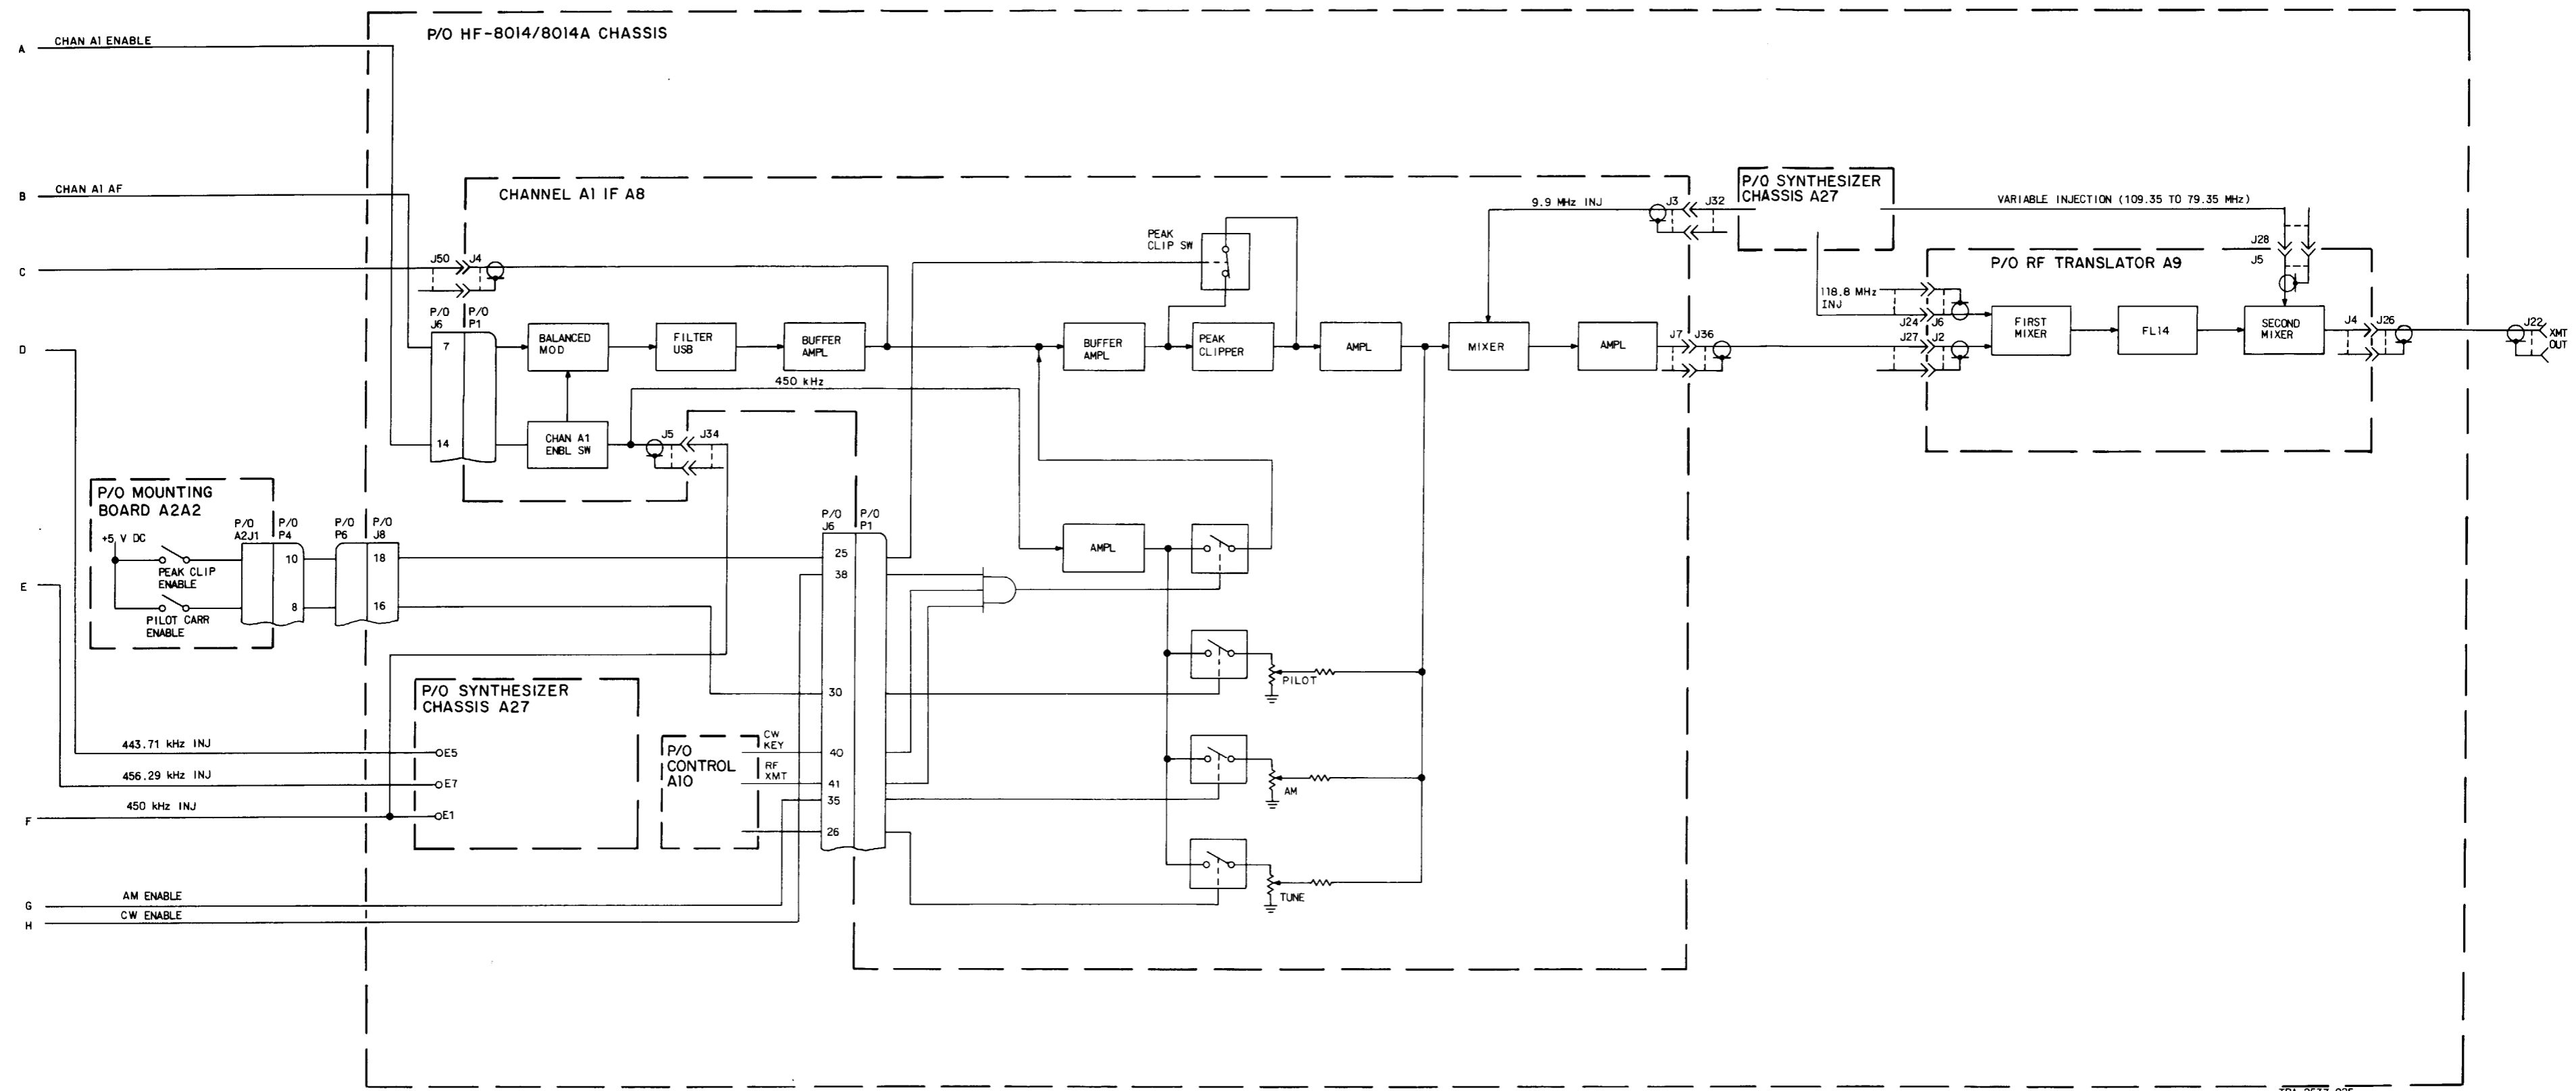 P/O HF-8014/8014A CHASSIS
A
CHAN A1 ENABLE
B
CHAN A1 AF
CHANNEL A1 IF A8
9.9 MHz INJ
J3
J32
P/O SYNTHESIZER
CHASSIS A27
VARIABLE INJECTION (109.35 TO 79.35 MHz)
PEAK
CLIP SW
J28
J5
C
J50
J4
P/O RF TRANSLATOR A9
118.8 MHz
INJ
J24
J6
P/O
J6
P/O
P1
D
7
BALANCED
MOD
FILTER
USB
BUFFER
AMPL
BUFFER
AMPL
PEAK
CLIPPER
AMPL
MIXER
AMPL
J7
J36
J27
J2
FIRST
MIXER
FL14
SECOND
MIXER
J4
J26
J22
XMT
OUT
450 kHz
14
CHAN A1
ENBL SW
J5
J34
P/O MOUNTING
BOARD A2A2
P/O
A2J1
P/O
P4
P/O
P6
P/O
J8
P/O
J6
P/O
P1
+5 V DC
PEAK CLIP
ENABLE
10
18
25
AMPL
E
38
8
16
PILOT CARR
ENABLE
PILOT
P/O SYNTHESIZER
CHASSIS A27
30
443.71 kHz INJ
E5
P/O
CONTROL
A10
CW
KEY
40
456.29 kHz INJ
E7
RF
XMT
41
AM
35
F
450 kHz INJ
E1
26
G
AM ENABLE
TUNE
H
CW ENABLE